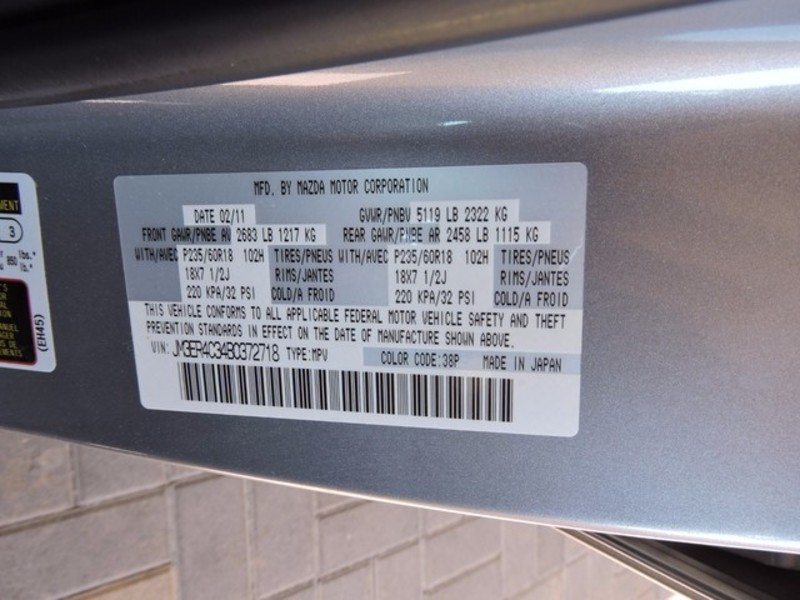 MFD. BY MAZDA MOTOR CORPORATION
DATE 02/11 GVWR/PNBV 5119 LB 2322 KG
FRONT GAWR/PNBE AV 2683 LB 1217 KG REAR GAWR/PNBE AR 2458 LB 1115 KG
WITH/AVEC P235/60R18 102H TIRES/PNEUS WITH/AVEC P235/60R18 102H TIRES/PNEUS
18X7 1/2J RIMS/JANTES 18X7 1/2J RIMS/JANTES
220 KPA/32 PSI COLD/A FROID 220 KPA/32 PSI COLD/A FROID
THIS VEHICLE CONFORMS TO ALL APPLICABLE FEDERAL MOTOR VEHICLE SAFETY AND THEFT
PREVENTION STANDARDS IN EFFECT ON THE DATE OF MANUFACTURE SHOWN ABOVE.
VIN: JM3ER4C34B0372718 TYPE:MPV COLOR CODE:38P MADE IN JAPAN
3
850 lbs.
(EH45)